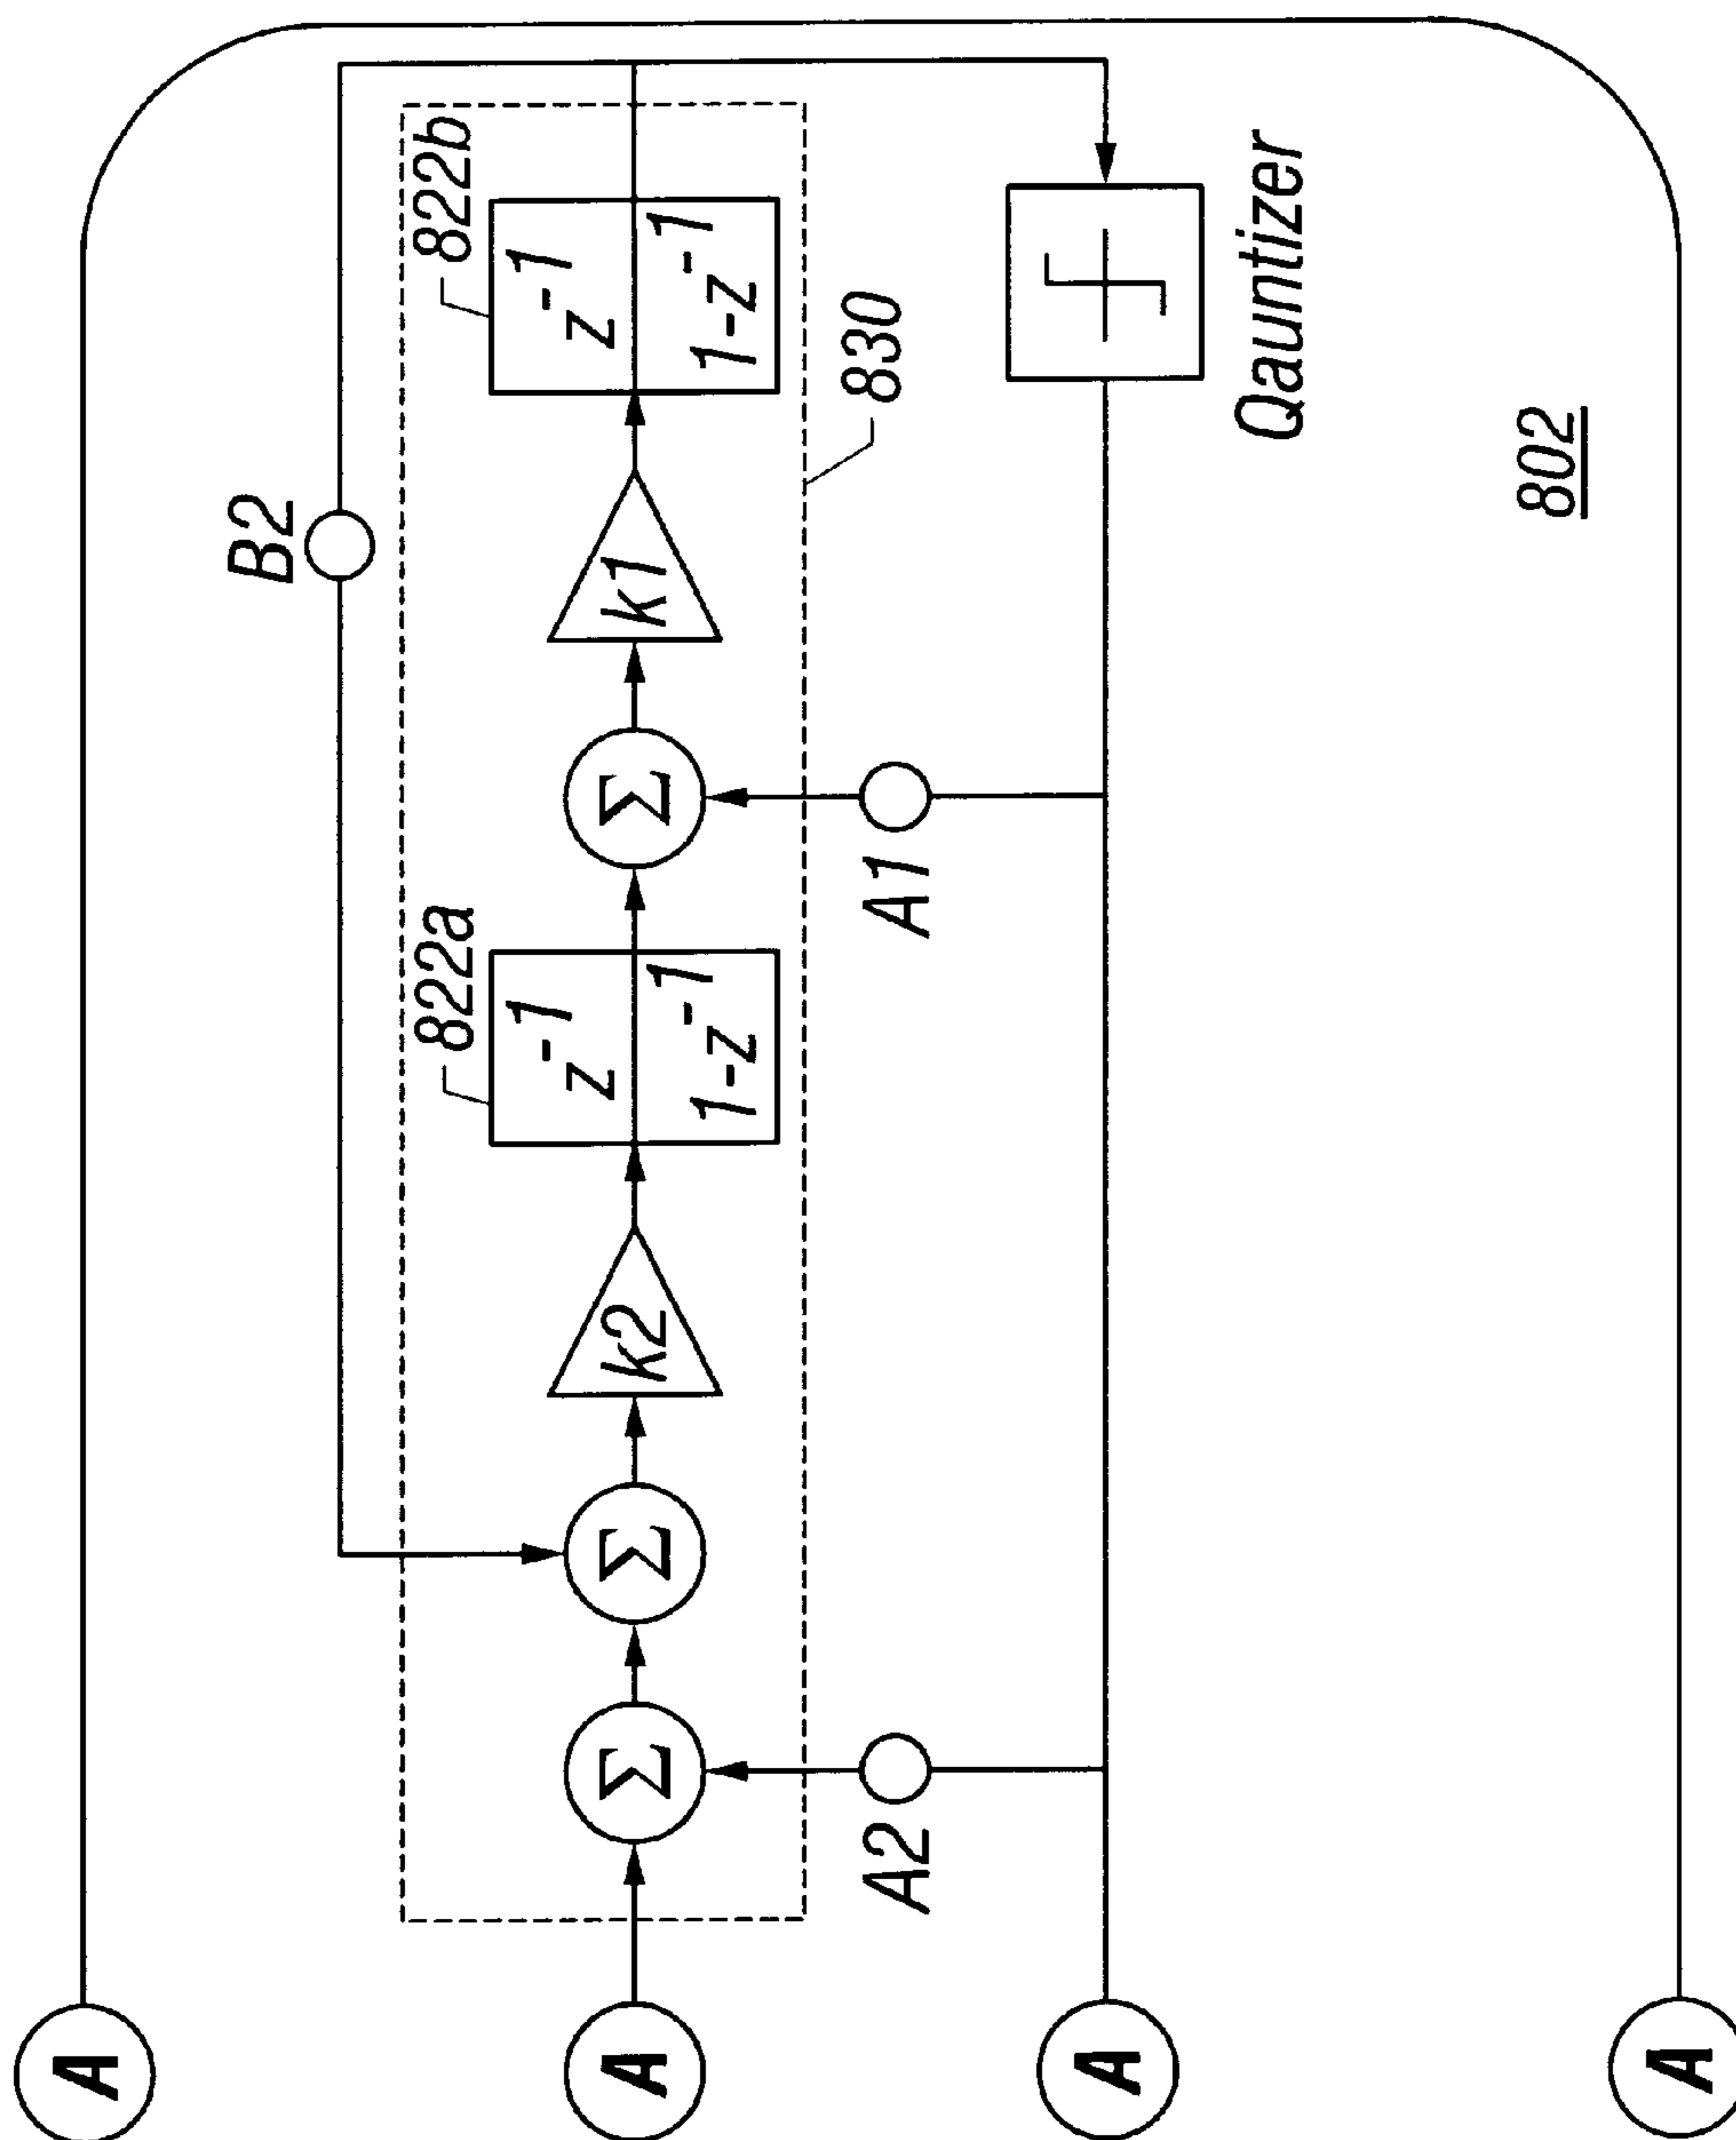 A
B2
822a
822b
A
Σ
Σ
k2
z⁻¹
1-z⁻¹
Σ
k1
z⁻¹
1-z⁻¹
830
A2
A1
A
Qauntizer
802
A